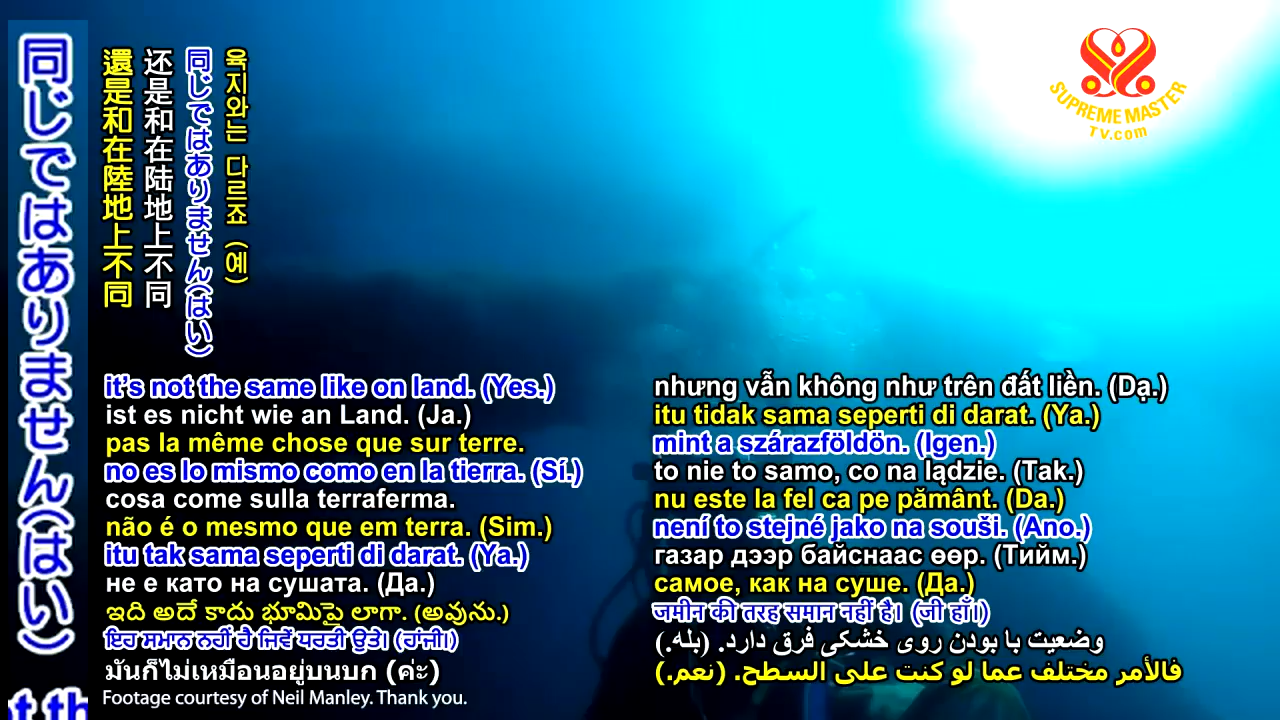 同じではありません(はい)
還是和在陸地上不同
还是和在陆地上不同
同じではありません(はい)
육지와는 다르죠 (예)
SUPREME MASTER
TV.com
it's not the same like on land. (Yes.)
ist es nicht wie an Land. (Ja.)
pas la même chose que sur terre.
no es lo mismo como en la tierra. (Sí.)
cosa come sulla terraferma.
não é o mesmo que em terra. (Sim.)
itu tak sama seperti di darat. (Ya.)
не е като на сушата. (Да.)
ఇది అదే కాదు భూమిపై లాగా. (అవును.)
ਇਹ ਸਮਾਨ ਨਹੀਂ ਹੈ ਜਿਵੇਂ ਧਰਤੀ ਉਤੇ। (ਹਾਂਜੀ।)
มันก็ไม่เหมือนอยู่บนบก (ค่ะ)
Footage courtesy of Neil Manley. Thank you.
nhưng vẫn không như trên đất liền. (Dạ.)
itu tidak sama seperti di darat. (Ya.)
mint a szárazföldön. (Igen.)
to nie to samo, co na lądzie. (Tak.)
nu este la fel ca pe pământ. (Da.)
není to stejné jako na souši. (Ano.)
газар дээр байснаас өөр. (Тийм.)
самое, как на суше. (Да.)
जमीन की तरह समान नहीं है। (जी हाँ।)
وضعیت با بودن روی خشکی فرق دارد. (بله.)
فالأمر مختلف عما لو كنت على السطح. (نعم.)